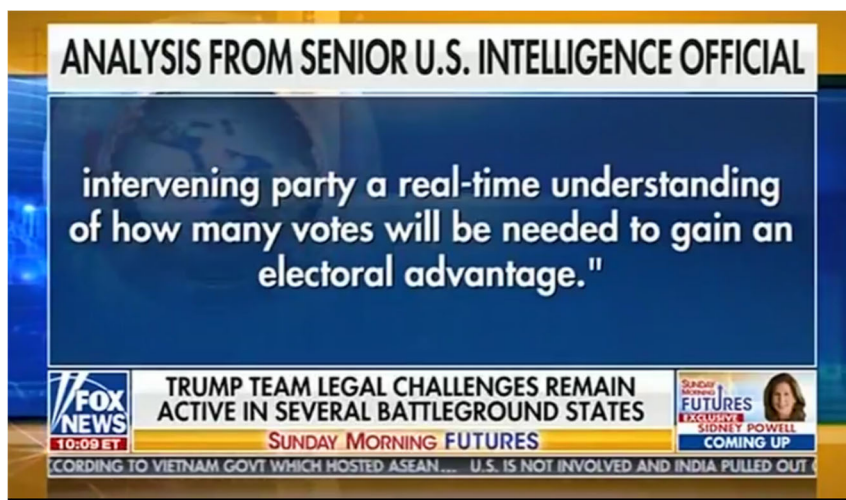 ANALYSIS FROM SENIOR U.S. INTELLIGENCE OFFICIAL
intervening party a real-time understanding
of how many votes will be needed to gain an
electoral advantage."
FOX
NEWS
10:09 ET
TRUMP TEAM LEGAL CHALLENGES REMAIN
ACTIVE IN SEVERAL BATTLEGROUND STATES
SUNDAY MORNING FUTURES
SUNDAY
MORNING
FUTURES
EXCLUSIVE
SIDNEY POWELL
COMING UP
CCORDING TO VIETNAM GOVT WHICH HOSTED ASEAN... U.S. IS NOT INVOLVED AND INDIA PULLED OUT